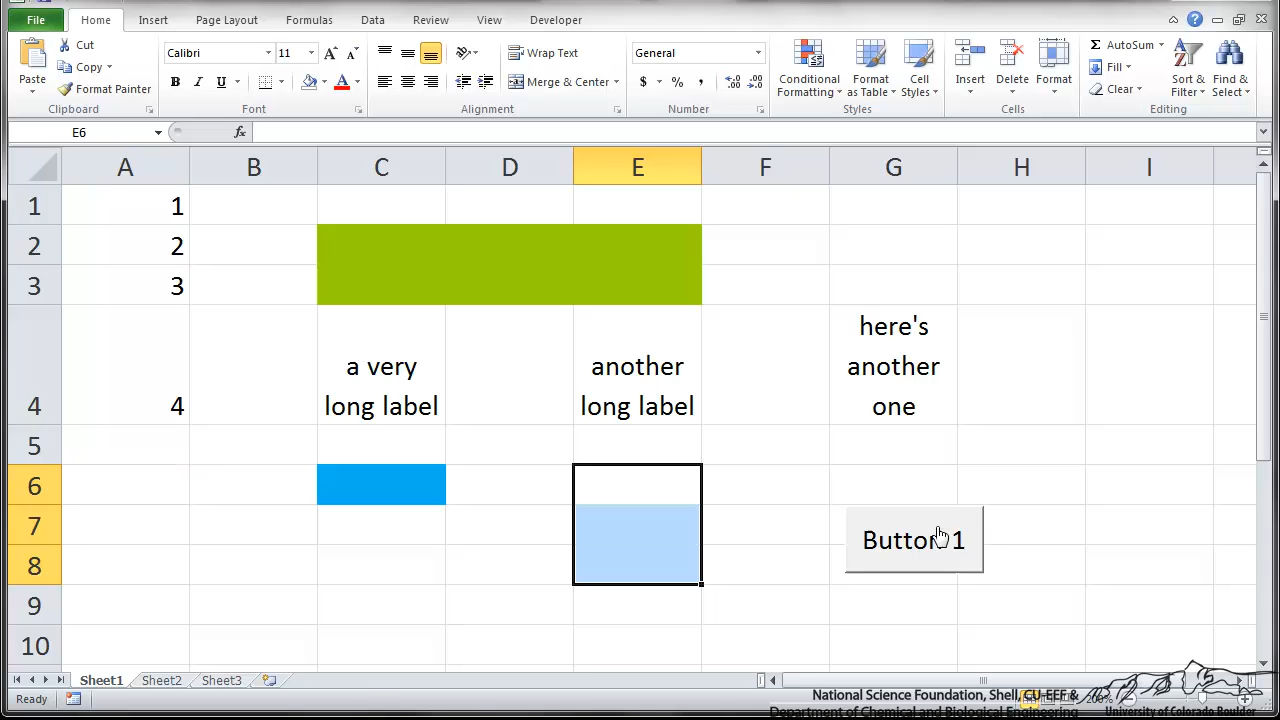 File Home Insert Page Layout Formulas Data Review View Developer
Paste Cut Copy Format Painter Clipboard
Calibri 11 A A B I U A Font
Wrap Text Merge & Center Alignment
General $ % , .0 .00 .00 .0 Number
Conditional Formatting Format as Table Cell Styles Styles
Insert Delete Format Cells
Σ AutoSum Fill Clear Sort & Filter Find & Select Editing
E6 fx
A B C D E F G H I
1 1
2 2
3 3
here's
a very another another
4 4 long label long label one
5
6
7
Button 1
8
9
10
Sheet1 Sheet2 Sheet3
Ready
National Science Foundation, Shell, CU-EEF &
Department of Chemical and Biological Engineering
University of Colorado Boulder